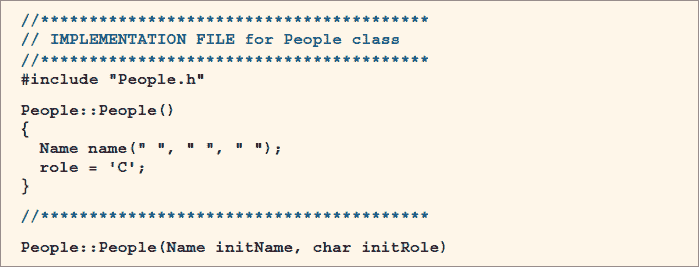 //****************************************
// IMPLEMENTATION FILE for People class
//****************************************
#include "People.h"
People::People()
{
  Name name(" ", " ", " ");
  role = 'C';
}
//****************************************
People::People(Name initName, char initRole)